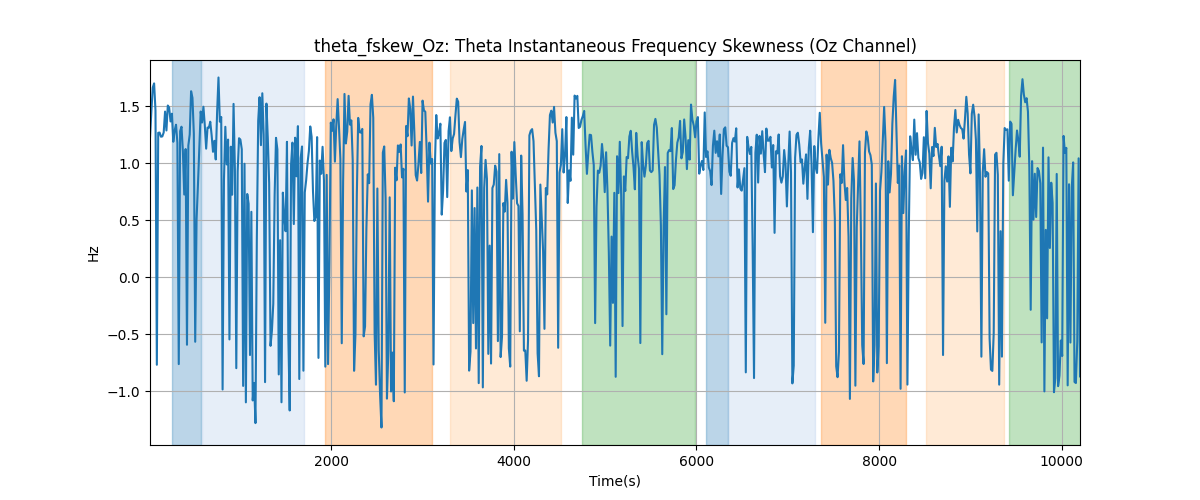 theta_fskew_Oz: Theta Instantaneous Frequency Skewness (Oz Channel)
1.5
1.0
0.5
0.0
−0.5
−1.0
Hz
2000 4000 6000 8000 10000
Time(s)